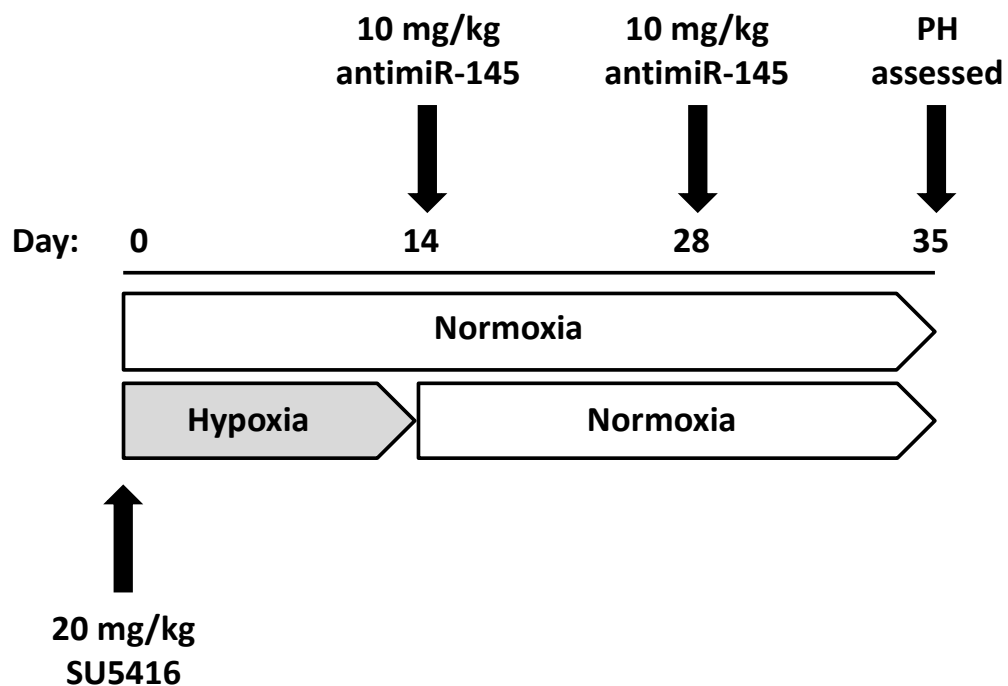 10 mg/kg
antimiR-145
10 mg/kg
antimiR-145
PH
assessed
Day: 0 14 28 35
Normoxia
Hypoxia
Normoxia
20 mg/kg
SU5416